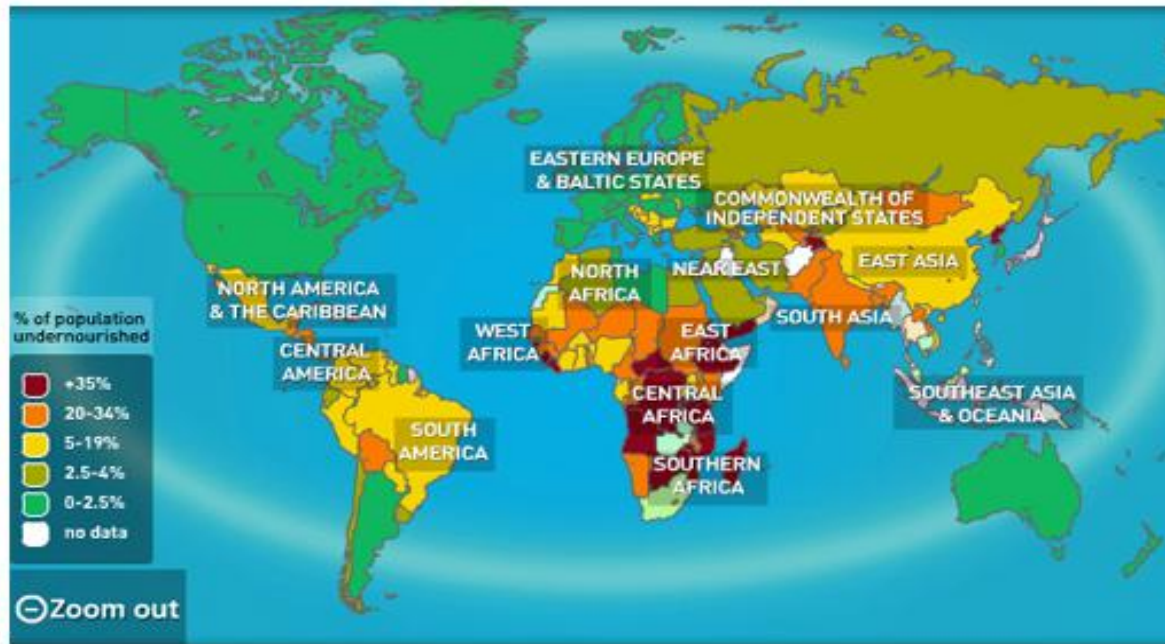 EASTERN EUROPE
& BALTIC STATES
COMMONWEALTH OF
INDEPENDENT STATES
NORTH
AFRICA
NEAR EAST
EAST ASIA
NORTH AMERICA
& THE CARIBBEAN
WEST
AFRICA
EAST
AFRICA
SOUTH ASIA
CENTRAL
AMERICA
CENTRAL
AFRICA
SOUTHEAST ASIA
& OCEANIA
SOUTH
AMERICA
SOUTHERN
AFRICA
% of population
undernourished
+35%
20-34%
5-19%
2.5-4%
0-2.5%
no data
Zoom out